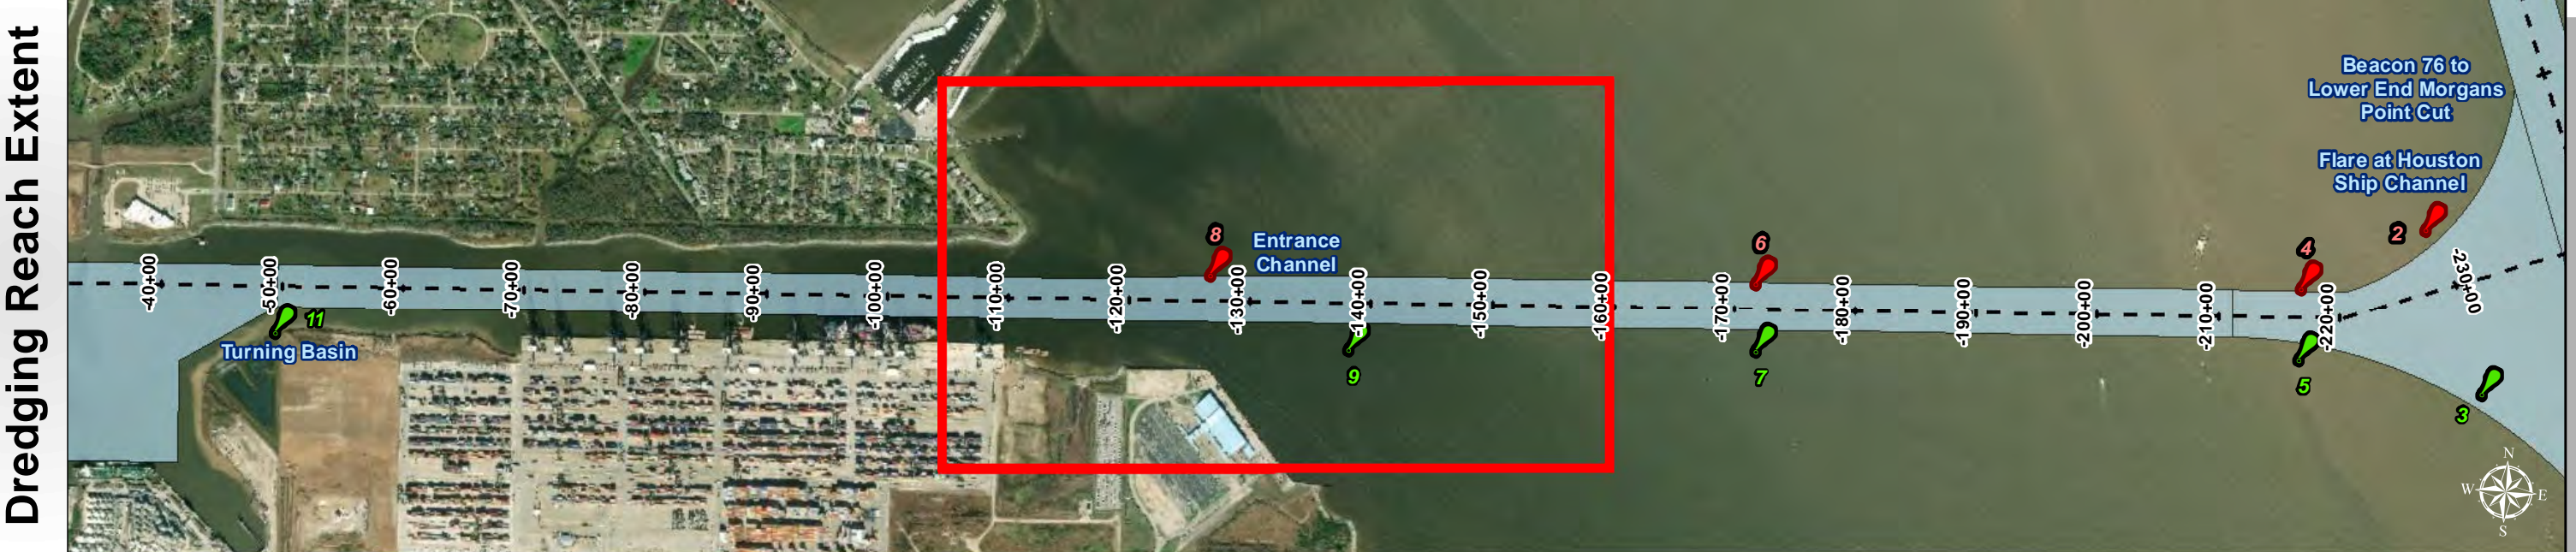 Dredging Reach Extent
Beacon 76 to
Lower End Morgans
Point Cut
Flare at Houston
Ship Channel
2
8
Entrance
Channel
6
4
-40+00
-50+00
-60+00
-70+00
-80+00
-90+00
-100+00
-110+00
-120+00
-130+00
-140+00
-150+00
-160+00
-170+00
-180+00
-190+00
-200+00
-210+00
-220+00
-230+00
11
Turning Basin
9
7
5
3
N
W
E
S